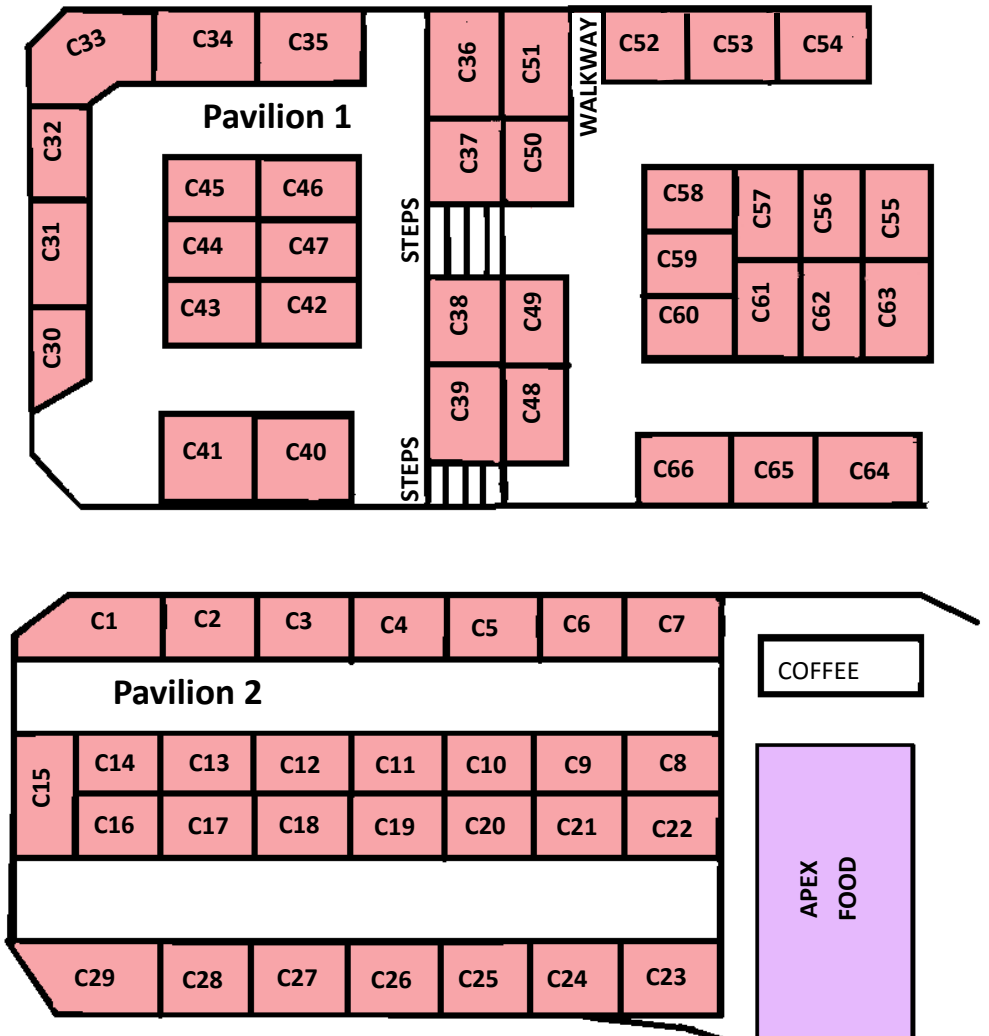 C33
C34
C35
C36
C51
WALKWAY
C52
C53
C54
Pavilion 1
C32
C37
C50
C45
C46
C58
C57
C56
C55
STEPS
C31
C44
C47
C59
C43
C42
C38
C49
C60
C61
C62
C63
C30
C39
C48
C41
C40
STEPS
C66
C65
C64
C1
C2
C3
C4
C5
C6
C7
COFFEE
Pavilion 2
C15
C14
C13
C12
C11
C10
C9
C8
C16
C17
C18
C19
C20
C21
C22
APEX
FOOD
C29
C28
C27
C26
C25
C24
C23